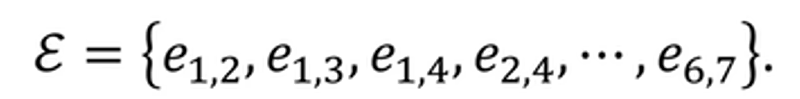 ℰ = {e₁,₂, e₁,₃, e₁,₄, e₂,₄, ⋯, e₆,₇}.